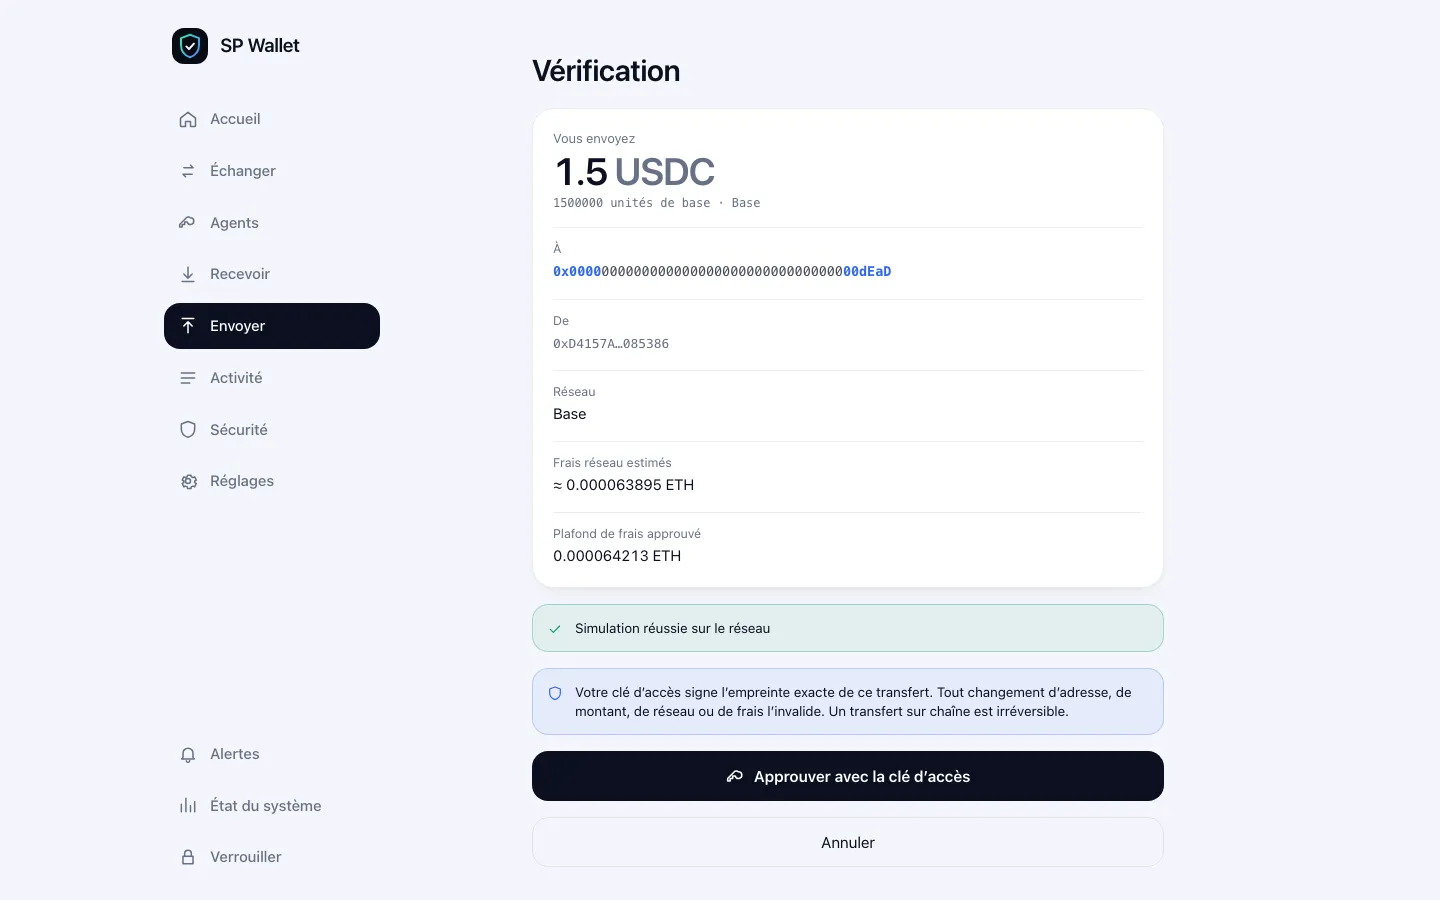 SP Wallet
Accueil
Échanger
Agents
Recevoir
Envoyer
Activité
Sécurité
Réglages
Alertes
État du système
Verrouiller
Vérification
Vous envoyez
1.5 USDC
1500000 unités de base · Base
À
0x000000000000000000000000000000000000dEaD
De
0xD4157A…085386
Réseau
Base
Frais réseau estimés
≈ 0.000063895 ETH
Plafond de frais approuvé
0.000064213 ETH
Simulation réussie sur le réseau
Votre clé d’accès signe l’empreinte exacte de ce transfert. Tout changement d’adresse, de
montant, de réseau ou de frais l’invalide. Un transfert sur chaîne est irréversible.
Approuver avec la clé d’accès
Annuler